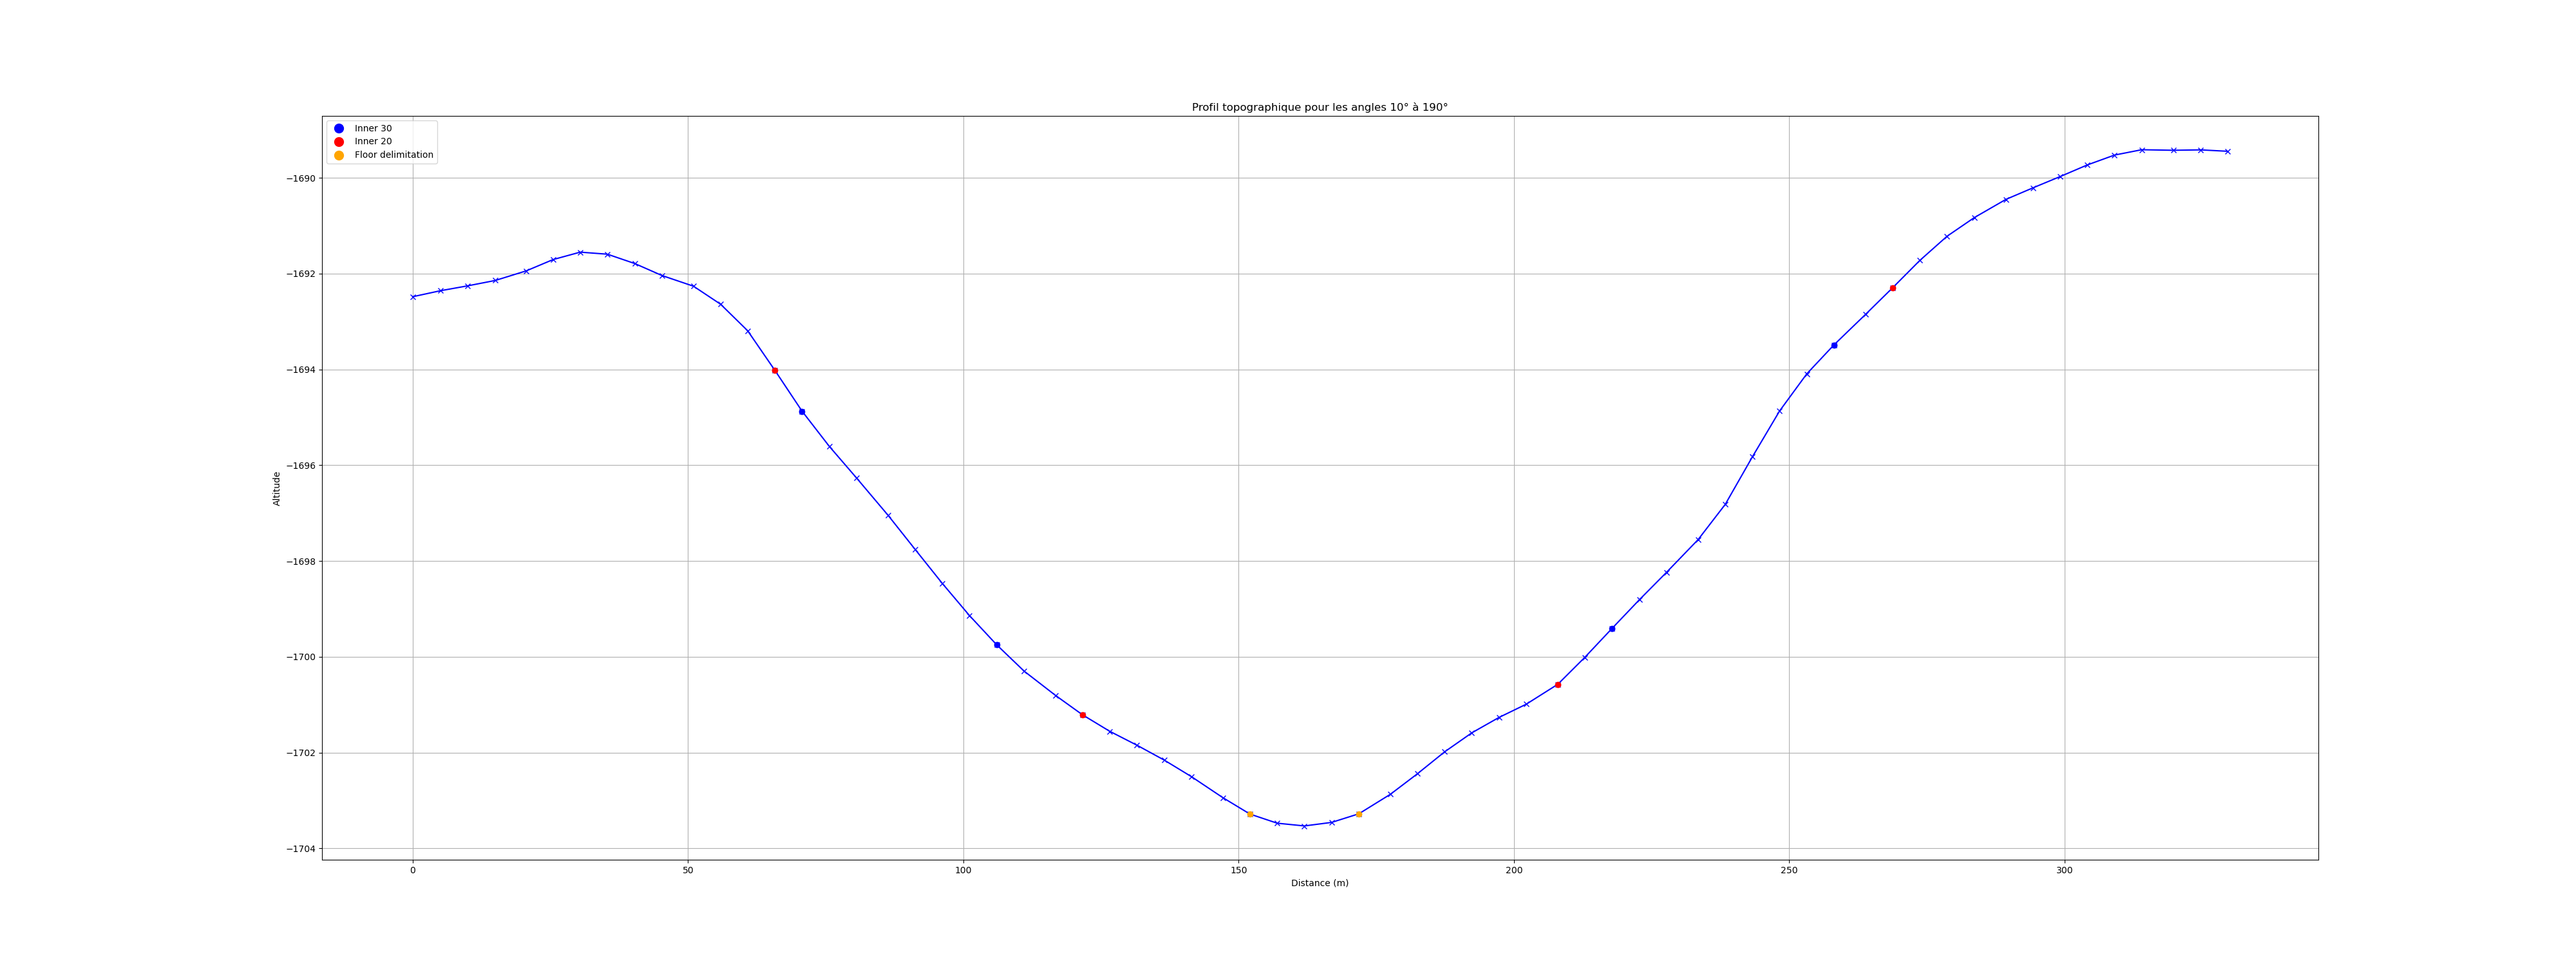 Profil topographique pour les angles 10° à 190°
Inner 30
Inner 20
Floor delimitation
−1690
−1692
−1694
−1696
−1698
−1700
−1702
−1704
Altitude
0 50 100 150 200 250 300
Distance (m)